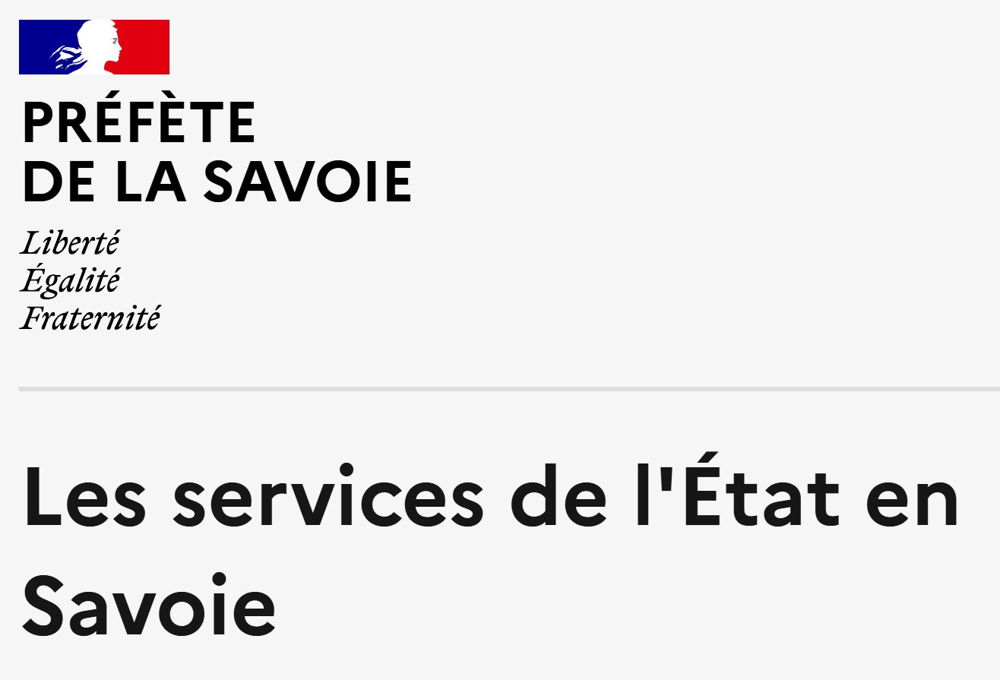 PRÉFÈTE
DE LA SAVOIE
Liberté
Égalité
Fraternité
Les services de l'État en
Savoie